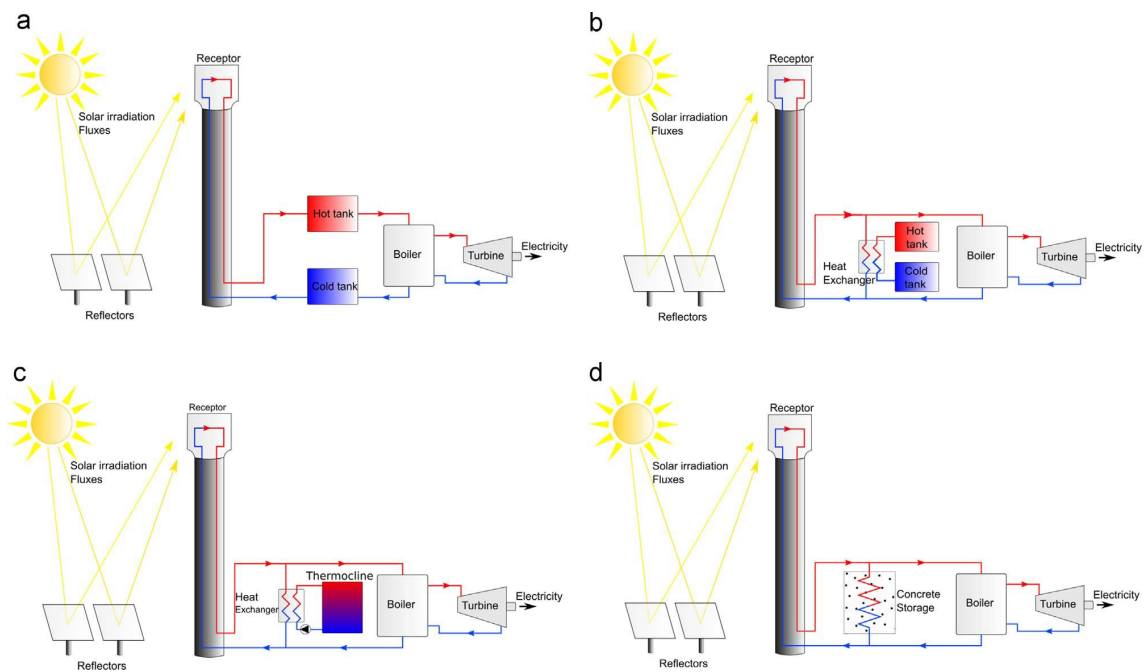 a
Receptor
Solar irradiation
Fluxes
Hot tank
Cold tank
Boiler
Turbine
Electricity
Reflectors
b
Receptor
Solar irradiation
Fluxes
Heat
Exchanger
Hot
tank
Cold
tank
Boiler
Turbine
Electricity
Reflectors
c
Receptor
Solar irradiation
Fluxes
Heat
Exchanger
Thermocline
Boiler
Turbine
Electricity
Reflectors
d
Receptor
Solar irradiation
Fluxes
Concrete
Storage
Boiler
Turbine
Electricity
Reflectors